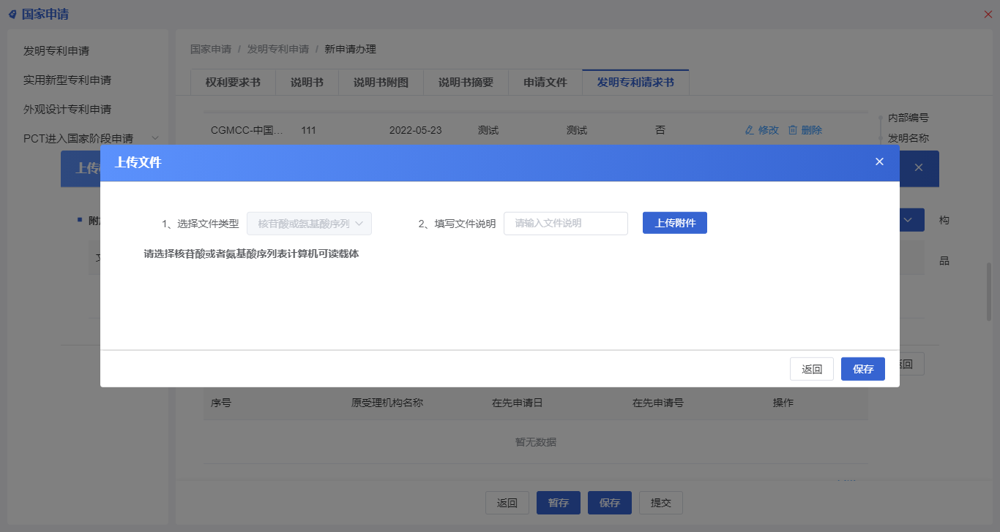 国家申请
发明专利申请
实用新型专利申请
外观设计专利申请
PCT进入国家阶段申请
国家申请 / 发明专利申请 / 新申请办理
权利要求书 说明书 说明书附图 说明书摘要 申请文件 发明专利请求书
CGMCC-中国... 111 2022-05-23 测试 测试 否 修改 删除
内部编号
发明名称
上传
上传文件
附
构
1、选择文件类型 核苷酸或氨基酸序列 2、填写文件说明 请输入文件说明 上传附件
请选择核苷酸或者氨基酸序列表计算机可读载体
品
返回 保存
回
序号 原受理机构名称 在先申请日 在先申请号 操作
暂无数据
返回 暂存 保存 提交